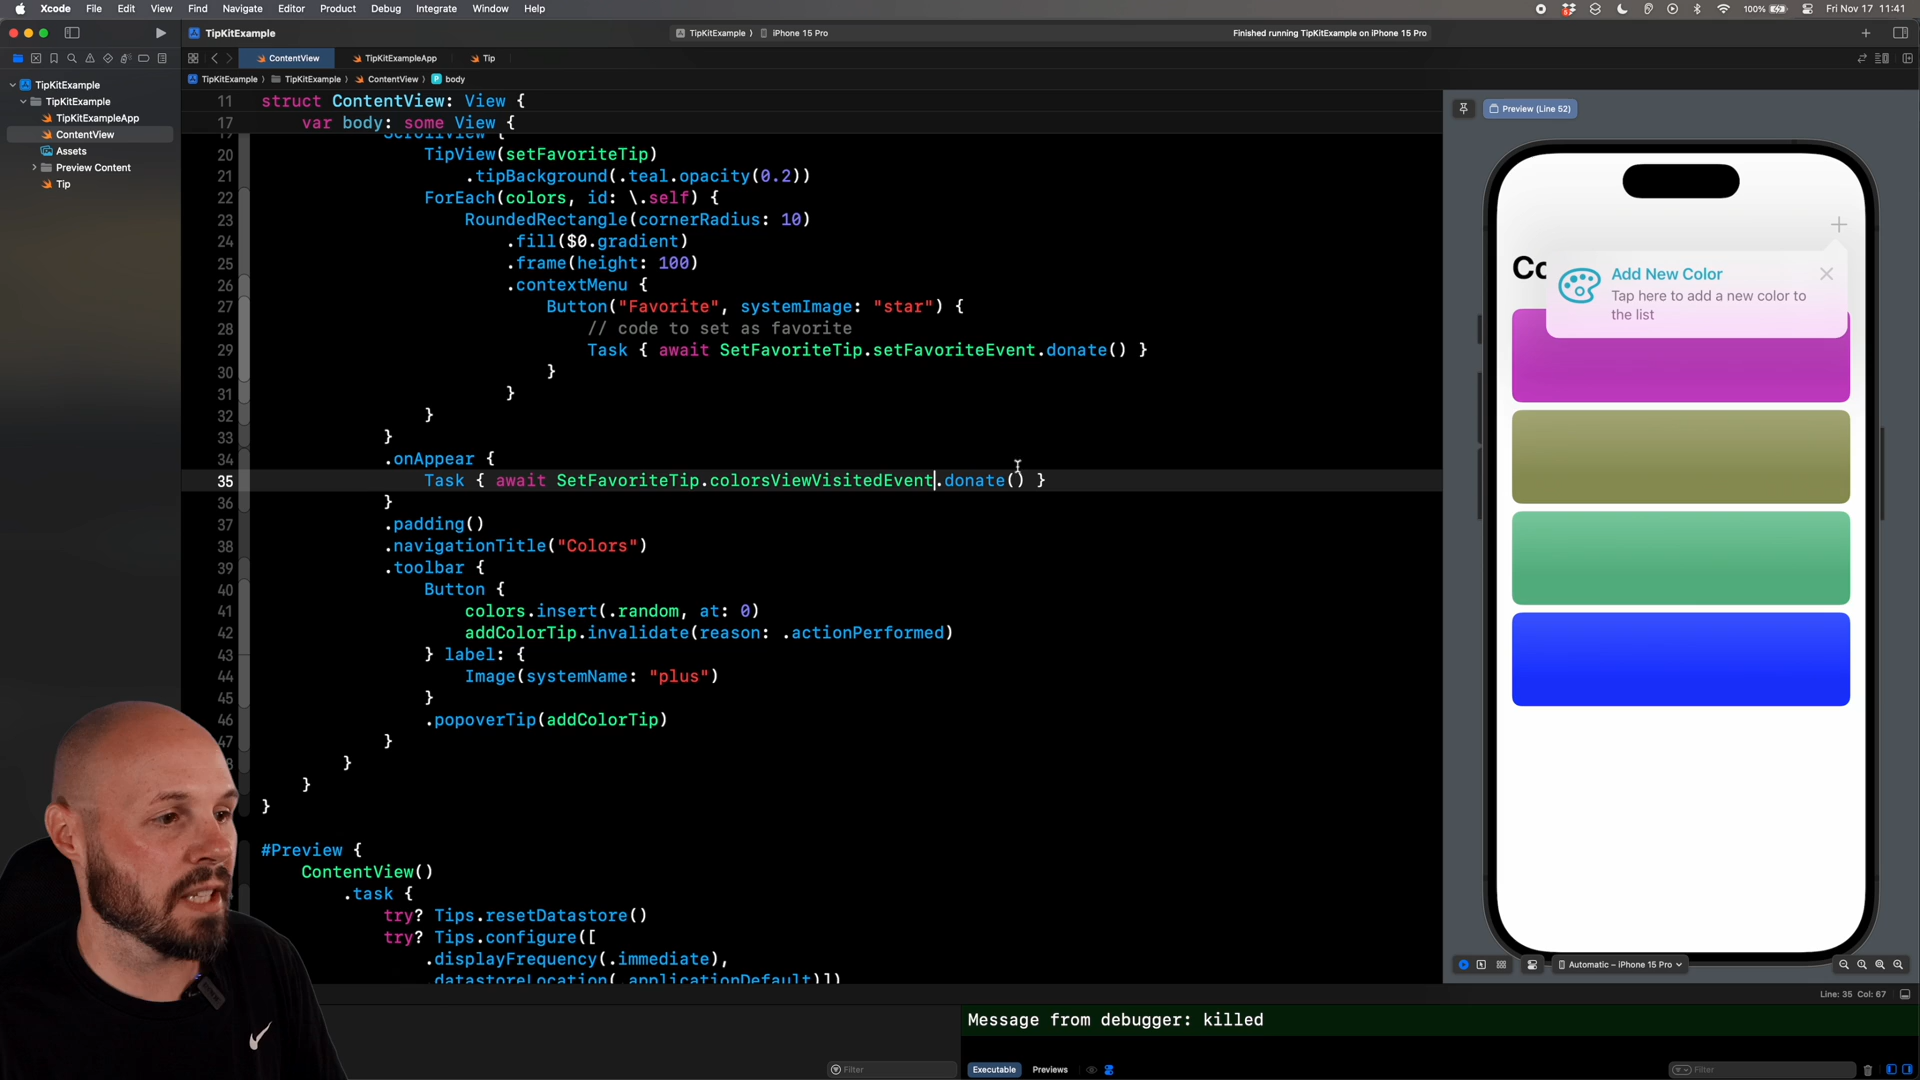 Xcode File Edit View Find Navigate Editor Product Debug Integrate Window Help 100% Fri Nov 17 11:41
TipKitExample TipKitExample iPhone 15 Pro Finished running TipKitExample on iPhone 15 Pro
ContentView TipKitExampleApp Tip
TipKitExample TipKitExample ContentView body
TipKitExample
TipKitExample
TipKitExampleApp
ContentView
Assets
Preview Content
Tip
11 struct ContentView: View {
17 var body: some View {
ScrollView {
20 TipView(setFavoriteTip)
21 .tipBackground(.teal.opacity(0.2))
22 ForEach(colors, id: \.self) {
23 RoundedRectangle(cornerRadius: 10)
24 .fill($0.gradient)
25 .frame(height: 100)
26 .contextMenu {
27 Button("Favorite", systemImage: "star") {
28 // code to set as favorite
29 Task { await SetFavoriteTip.setFavoriteEvent.donate() }
30 }
31 }
32 }
33 }
34 .onAppear {
35 Task { await SetFavoriteTip.colorsViewVisitedEvent.donate() }
36 }
37 .padding()
38 .navigationTitle("Colors")
39 .toolbar {
40 Button {
41 colors.insert(.random, at: 0)
42 addColorTip.invalidate(reason: .actionPerformed)
43 } label: {
44 Image(systemName: "plus")
45 }
46 .popoverTip(addColorTip)
47 }
}
}
}
#Preview {
ContentView()
.task {
try? Tips.resetDatastore()
try? Tips.configure([
.displayFrequency(.immediate),
.datastoreLocation(.applicationDefault)])
Preview (Line 52)
Co
Add New Color
Tap here to add a new color to
the list
Automatic – iPhone 15 Pro
Line: 35 Col: 67
Message from debugger: killed
Filter
Executable Previews
Filter